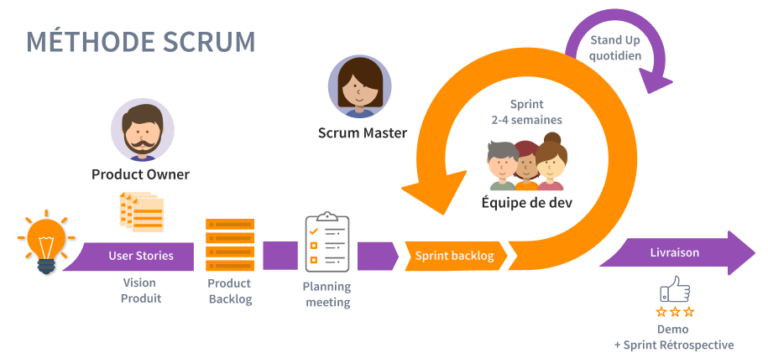 MÉTHODE SCRUM
Stand Up
quotidien
Sprint
2-4 semaines
Scrum Master
Product Owner
Équipe de dev
User Stories
Sprint backlog
Livraison
Vision
Produit
Product
Backlog
Planning
meeting
Demo
+ Sprint Rétrospective